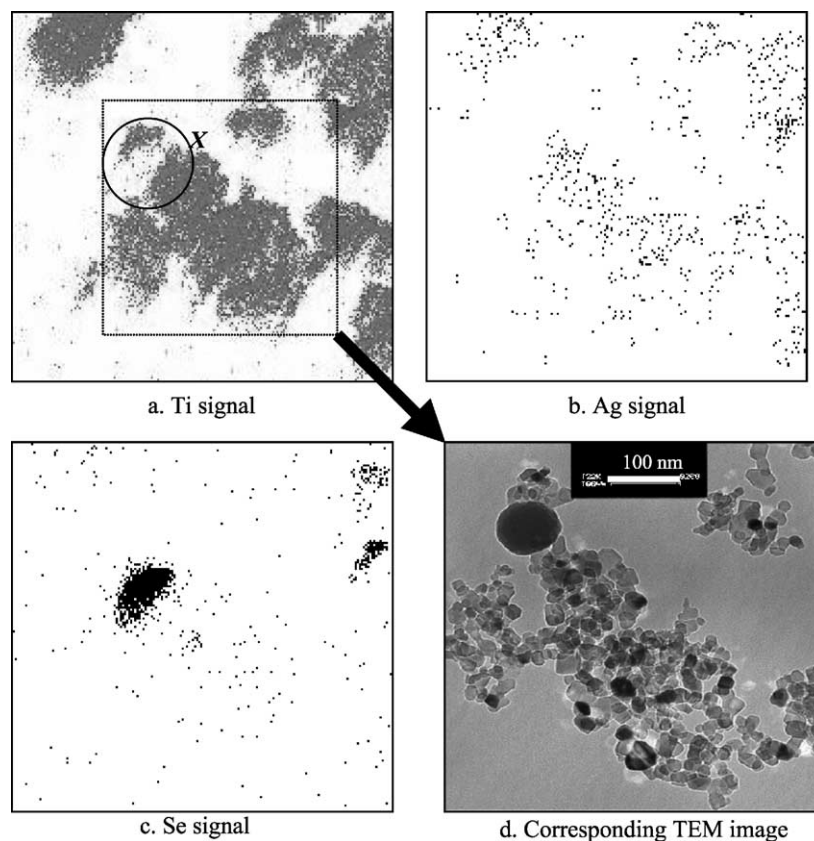 X
a. Ti signal
b. Ag signal
100 nm
c. Se signal
d. Corresponding TEM image